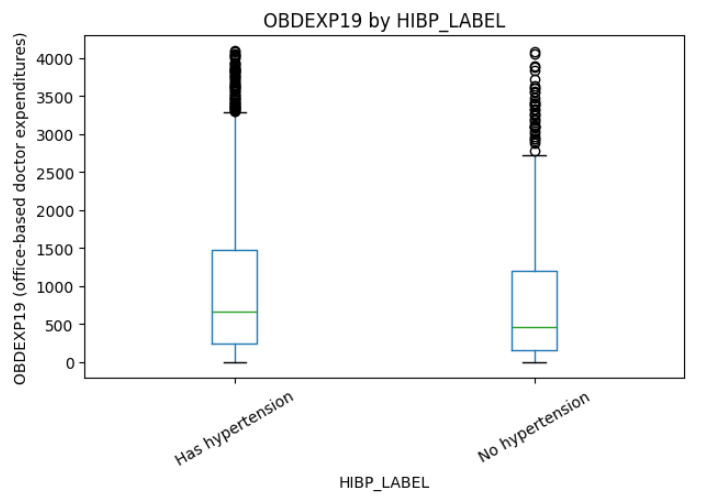 OBDEXP19 by HIBP_LABEL
OBDEXP19 (office-based doctor expenditures)
4000
3500
3000
2500
2000
1500
1000
500
0
Has hypertension
No hypertension
HIBP_LABEL